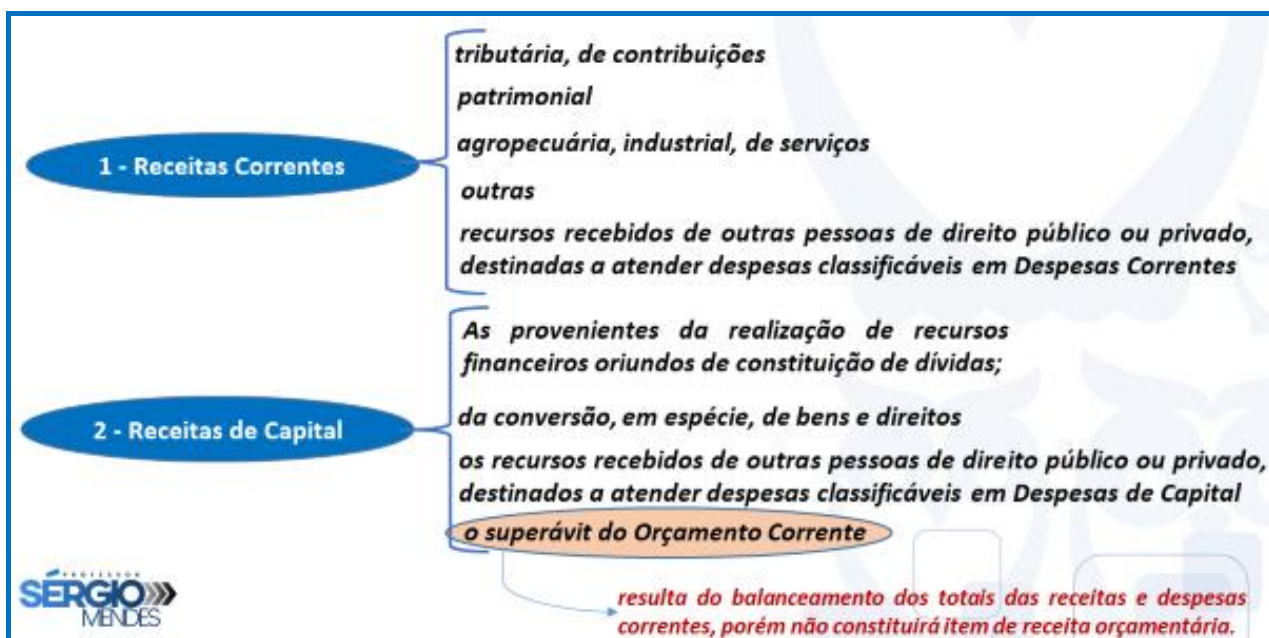 tributária, de contribuições
patrimonial
1 - Receitas Correntes
agropecuária, industrial, de serviços
outras
recursos recebidos de outras pessoas de direito público ou privado,
destinadas a atender despesas classificáveis em Despesas Correntes
As provenientes da realização de recursos
financeiros oriundos de constituição de dívidas;
2 - Receitas de Capital
da conversão, em espécie, de bens e direitos
os recursos recebidos de outras pessoas de direito público ou privado,
destinados a atender despesas classificáveis em Despesas de Capital
o superávit do Orçamento Corrente
resulta do balanceamento dos totais das receitas e despesas
correntes, porém não constituirá item de receita orçamentária.
PROFESSOR
SÉRGIO
MENDES